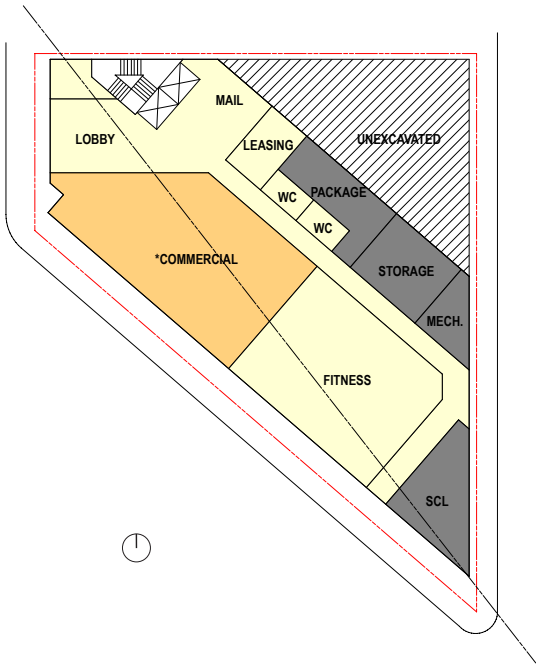 MAIL
LOBBY
LEASING
UNEXCAVATED
PACKAGE
WC
WC
*COMMERCIAL
STORAGE
MECH.
FITNESS
SCL